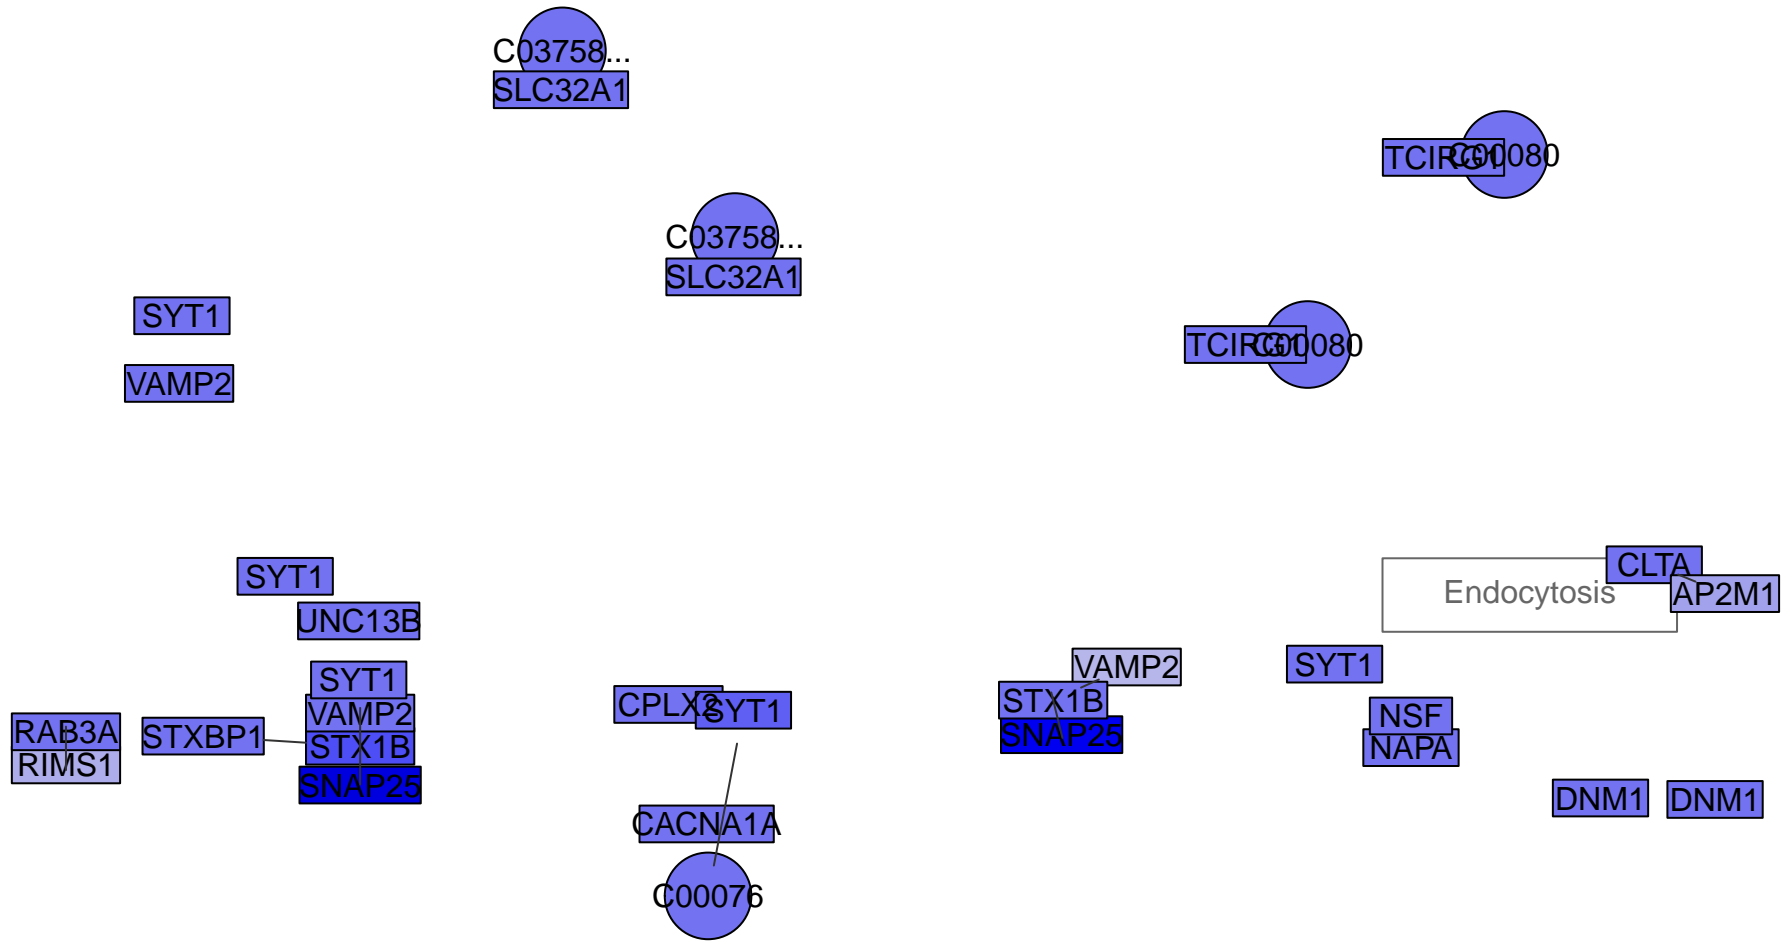 C03758...
SLC32A1
TCIRG1
C00080
C03758...
SLC32A1
SYT1
TCIRG1
C00080
VAMP2
SYT1
UNC13B
CLTA
Endocytosis
AP2M1
SYT1
VAMP2
STX1B
SNAP25
RAB3A
RIMS1
STXBP1
CPLX2
SYT1
VAMP2
STX1B
SNAP25
SYT1
NSF
NAPA
DNM1
DNM1
CACNA1A
C00076